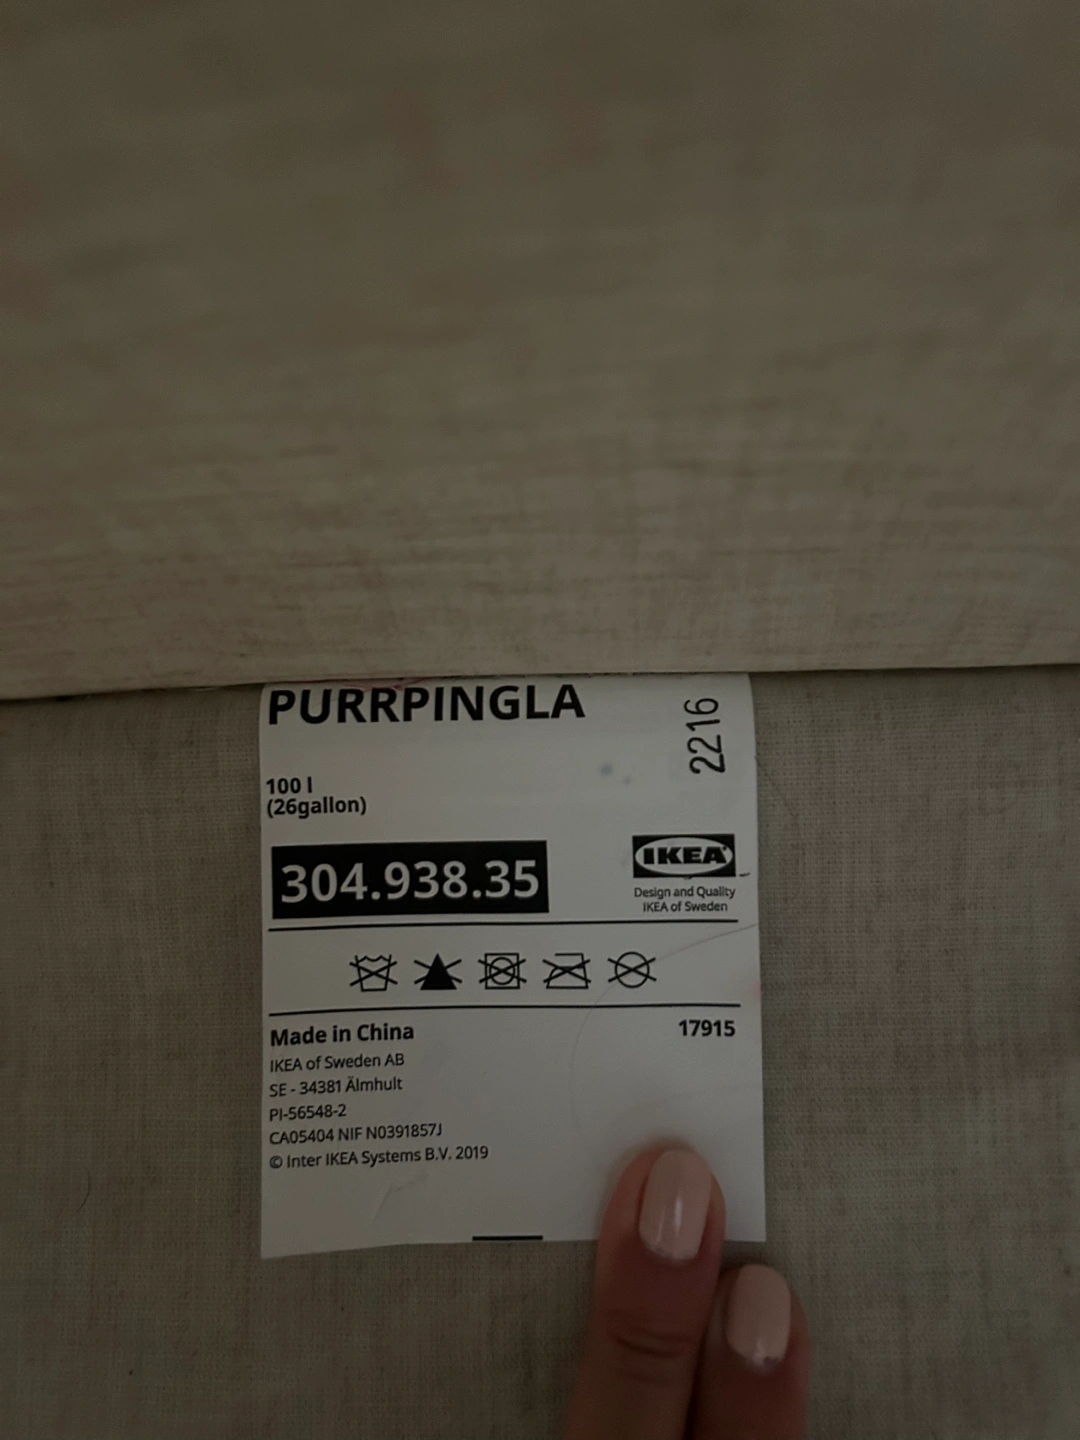 PURRPINGLA
2216
100 l
(26gallon)
304.938.35
IKEA
Design and Quality
IKEA of Sweden
Made in China
17915
IKEA of Sweden AB
SE - 34381 Älmhult
PI-56548-2
CA05404 NIF N0391857J
© Inter IKEA Systems B.V. 2019